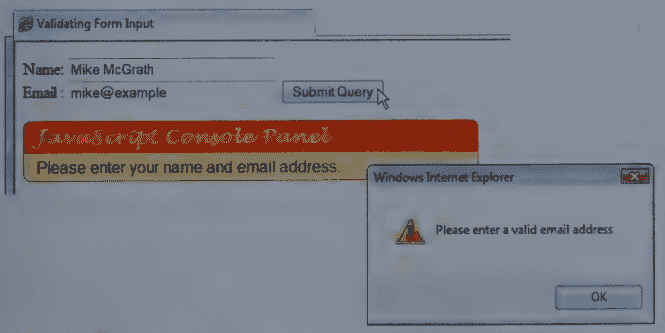 Validating Form Input
Name: Mike McGrath
Email : mike@example
Submit Query
JavaScript Console Panel
Please enter your name and email address.
Windows Internet Explorer
Please enter a valid email address
OK